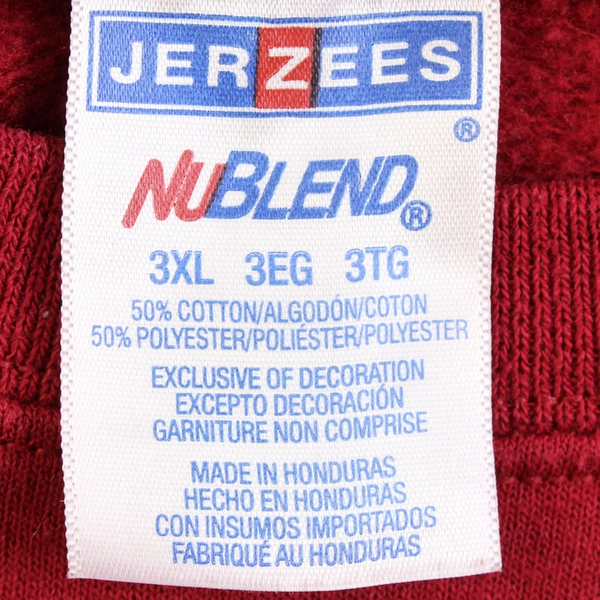 JERZEES
®
NUBLEND®
3XL 3EG 3TG
50% COTTON/ALGODÓN/COTON
50% POLYESTER/POLIÉSTER/POLYESTER
EXCLUSIVE OF DECORATION
EXCEPTO DECORACIÓN
GARNITURE NON COMPRISE
MADE IN HONDURAS
HECHO EN HONDURAS
CON INSUMOS IMPORTADOS
FABRIQUÉ AU HONDURAS